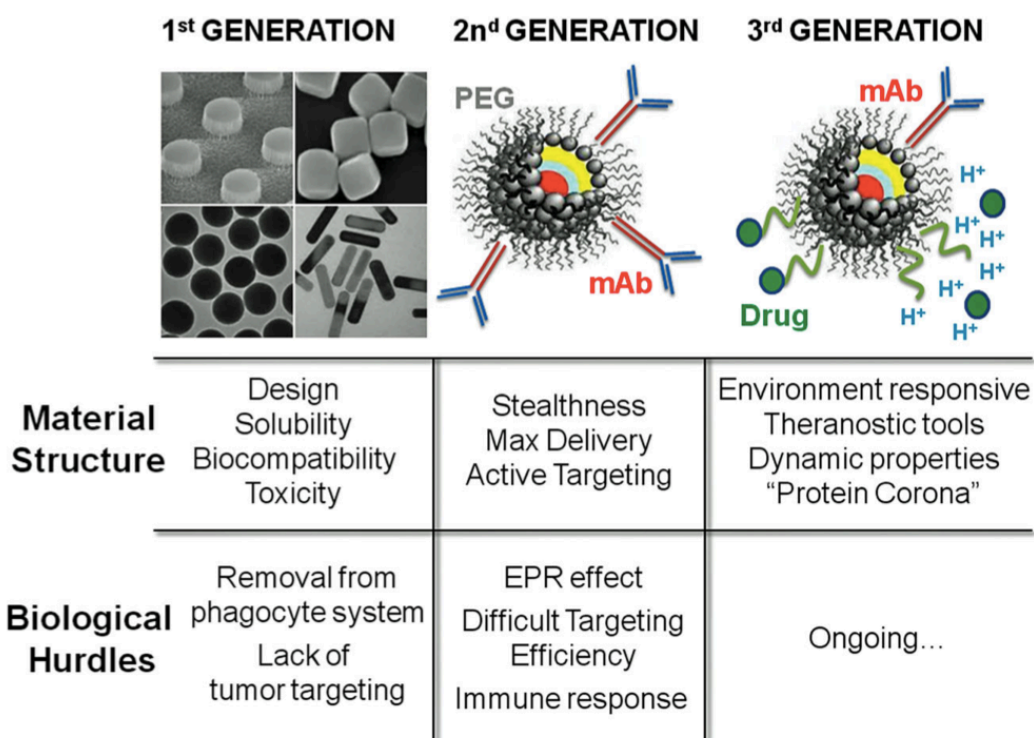 1st GENERATION
2nd GENERATION
3rd GENERATION
PEG
mAb
mAb
H+
H+
H+
H+
H+
H+
H+
Drug
Material
Structure
Design
Solubility
Biocompatibility
Toxicity
Stealthness
Max Delivery
Active Targeting
Environment responsive
Theranostic tools
Dynamic properties
“Protein Corona”
Biological
Hurdles
Removal from
phagocyte system
Lack of
tumor targeting
EPR effect
Difficult Targeting
Efficiency
Immune response
Ongoing...